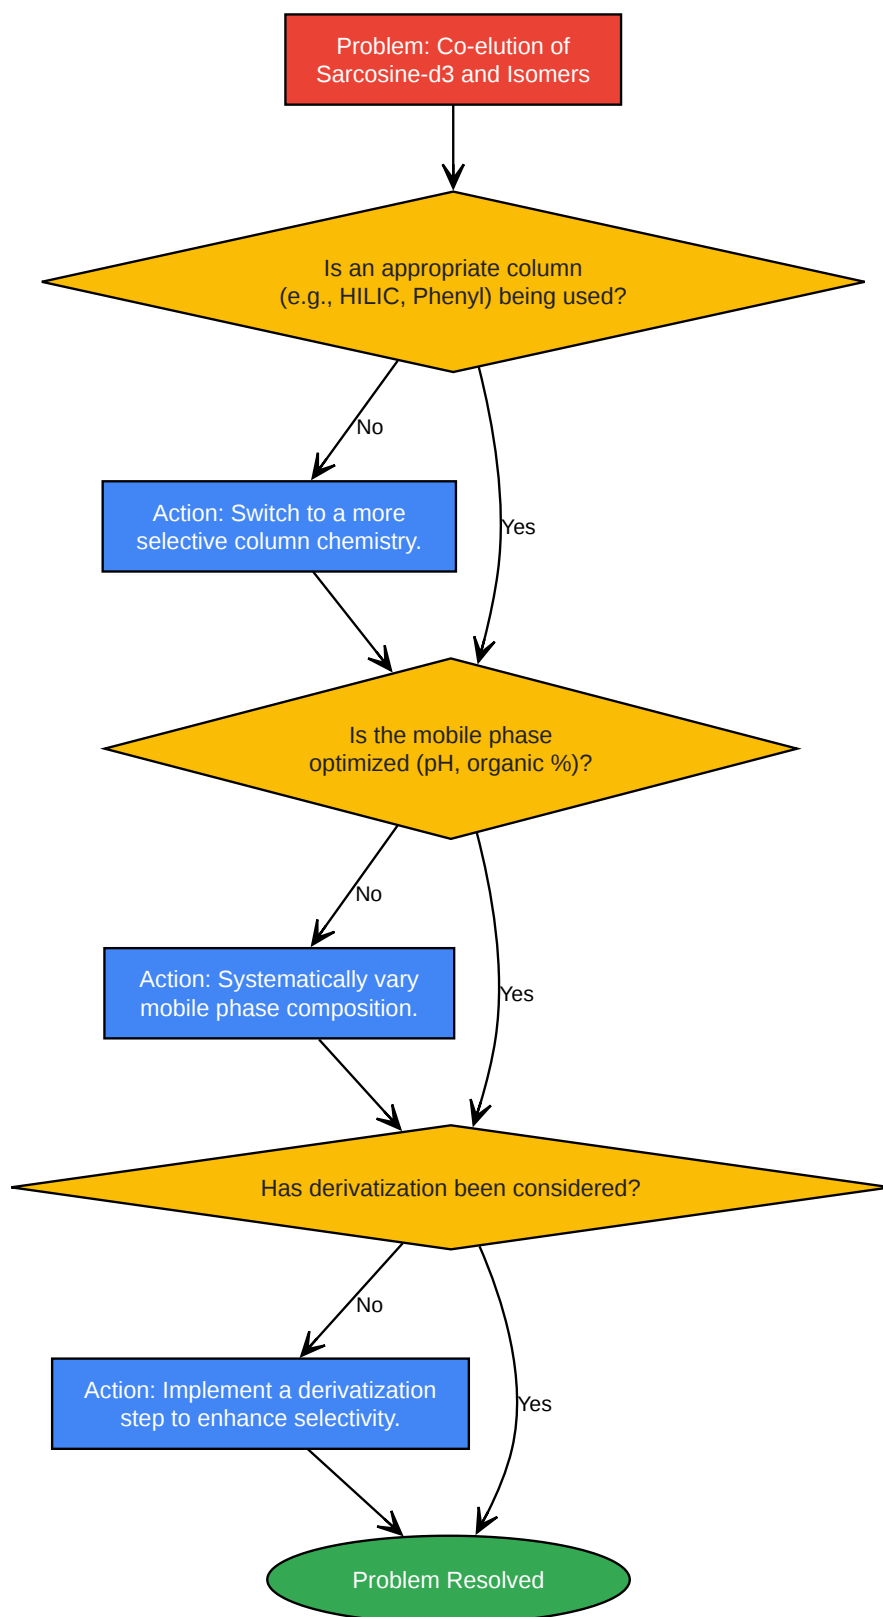 Problem: Co-elution of
Sarcosine-d3 and Isomers
Is an appropriate column
(e.g., HILIC, Phenyl) being used?
No
Action: Switch to a more
selective column chemistry.
Yes
Is the mobile phase
optimized (pH, organic %)?
No
Action: Systematically vary
mobile phase composition.
Yes
Has derivatization been considered?
No
Action: Implement a derivatization
step to enhance selectivity.
Yes
Problem Resolved